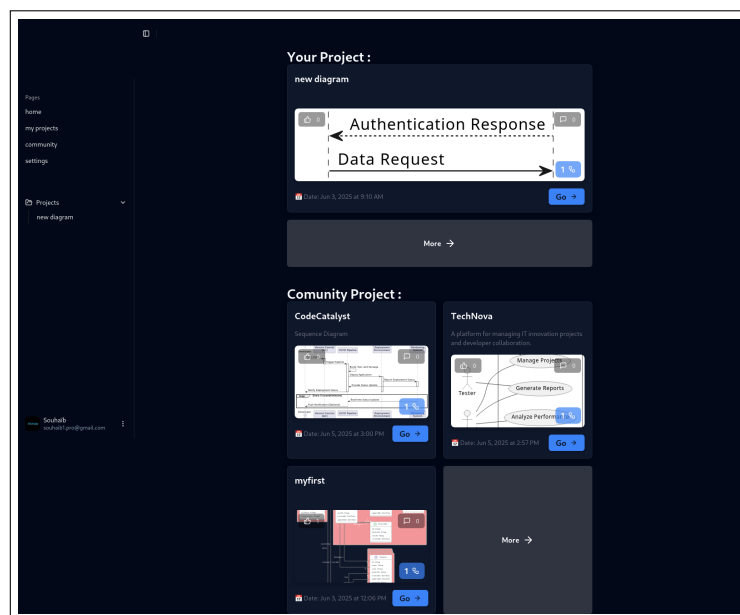 Your Project :
new diagram
0
0
Authentication Response
Data Request
1
Date: Jun 3, 2025 at 9:10 AM
Go →
More →
Pages
home
my projects
community
settings
Projects
new diagram
Souhaib
souhaib1.pro@gmail.com
Comunity Project :
CodeCatalyst
Sequence Diagram
0
1
Date: Jun 5, 2025 at 3:00 PM
Go →
TechNova
A platform for managing IT innovation projects
and developer collaboration.
0
0
Manage Projects
Tester
Generate Reports
Analyze Performa
1
Date: Jun 5, 2025 at 2:57 PM
Go →
myfirst
1
0
1
Date: Jun 3, 2025 at 12:06 PM
Go →
More →